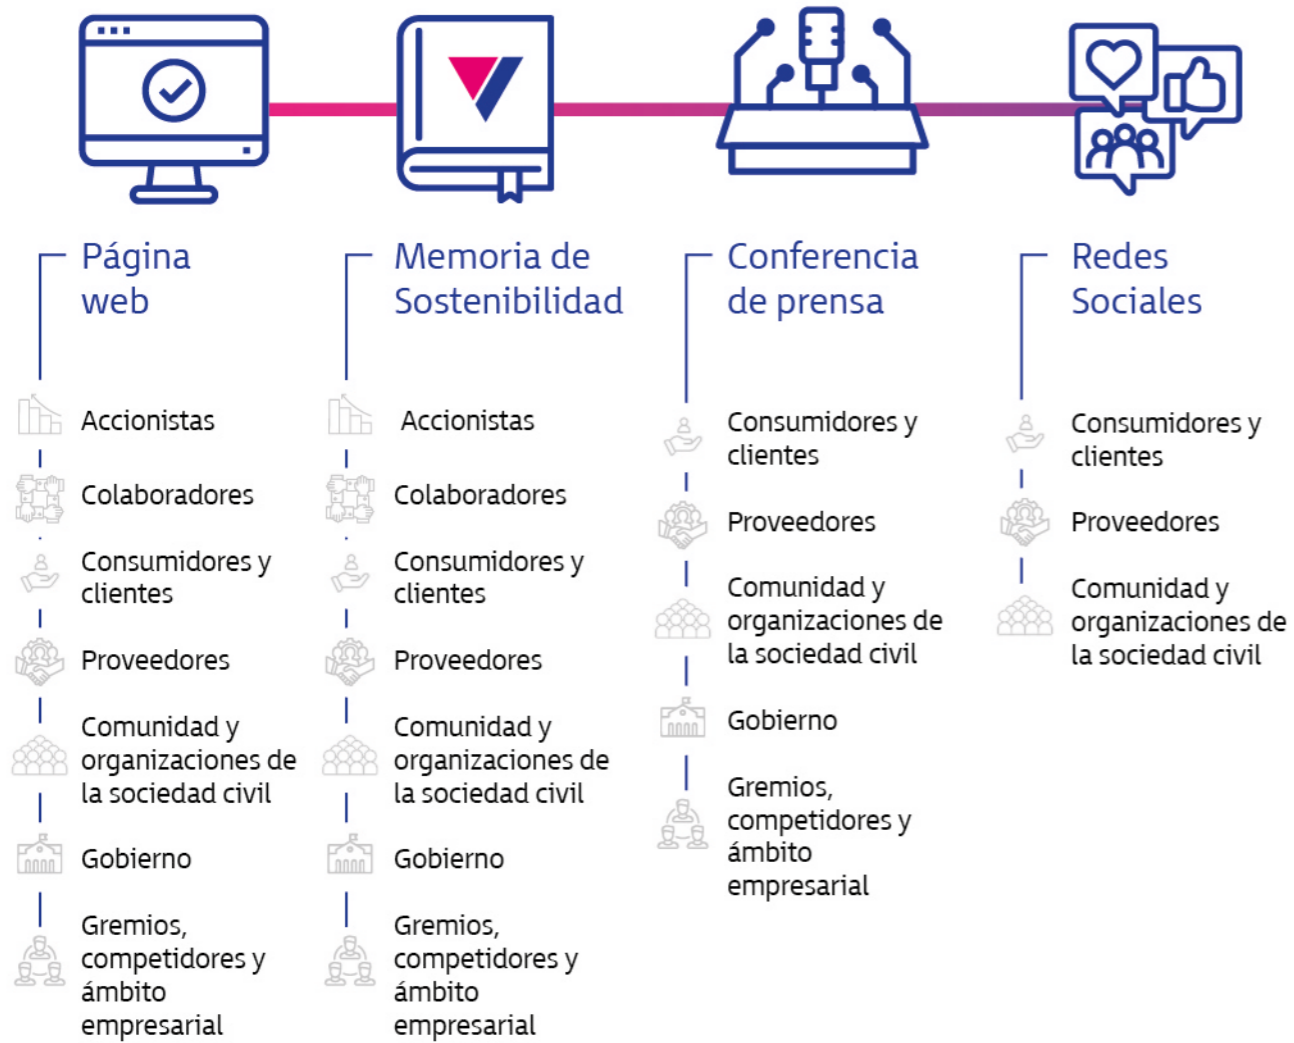 Página
web
Accionistas
Colaboradores
Consumidores y
clientes
Proveedores
Comunidad y
organizaciones de
la sociedad civil
Gobierno
Gremios,
competidores y
ámbito
empresarial
Memoria de
Sostenibilidad
Accionistas
Colaboradores
Consumidores y
clientes
Proveedores
Comunidad y
organizaciones de
la sociedad civil
Gobierno
Gremios,
competidores y
ámbito
empresarial
Conferencia
de prensa
Consumidores y
clientes
Proveedores
Comunidad y
organizaciones de
la sociedad civil
Gobierno
Gremios,
competidores y
ámbito
empresarial
Redes
Sociales
Consumidores y
clientes
Proveedores
Comunidad y
organizaciones de
la sociedad civil